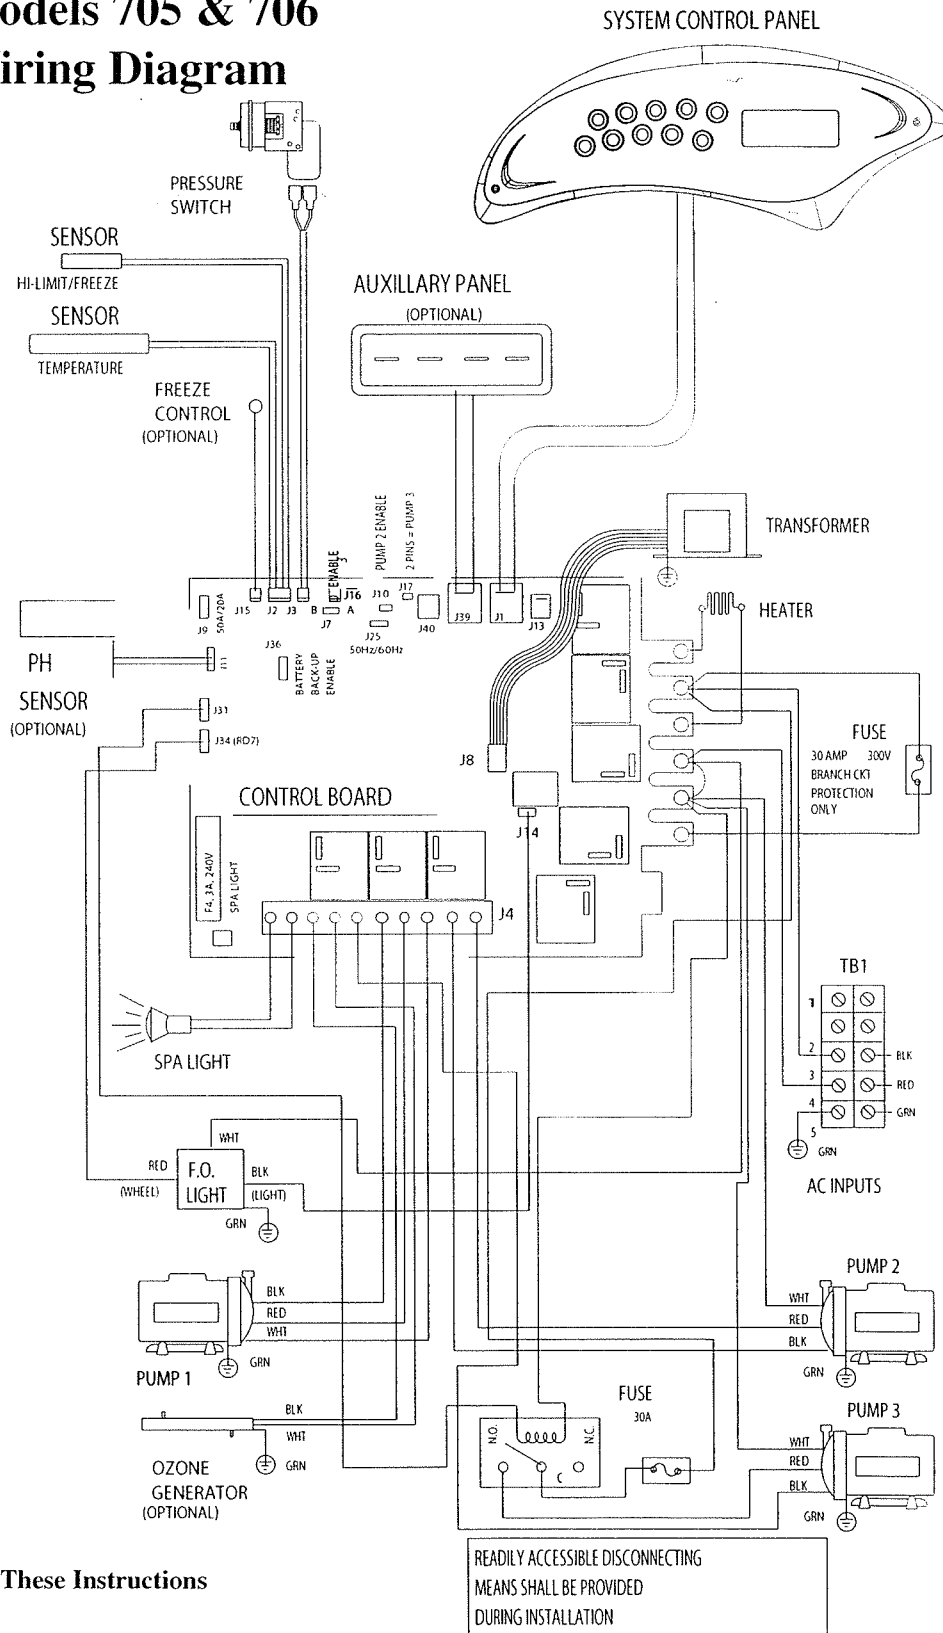 odels 705 & 706
iring Diagram
SYSTEM CONTROL PANEL
PRESSURE
SWITCH
SENSOR
HI-LIMIT/FREEZE
SENSOR
TEMPERATURE
FREEZE
CONTROL
(OPTIONAL)
AUXILLARY PANEL
(OPTIONAL)
TRANSFORMER
HEATER
PUMP 2 ENABLE
2 PINS = PUMP 3
ENABLE
J9
50A/20A
J15
J2
J3
B
J16
A
J7
J10
J17
J25
50Hz/60Hz
J40
J39
J1
J13
PH
SENSOR
(OPTIONAL)
J11
J36
BATTERY
BACK-UP
ENABLE
J31
J34 (RD7)
J8
FUSE
30 AMP 300V
BRANCH CKT
PROTECTION
ONLY
CONTROL BOARD
J14
F4, 3A, 240V
SPA LIGHT
J4
SPA LIGHT
TB1
1
2
BLK
3
RED
4
GRN
5
GRN
AC INPUTS
WHT
RED
(WHEEL)
F.O.
LIGHT
BLK
(LIGHT)
GRN
BLK
RED
WHT
GRN
PUMP 1
PUMP 2
WHT
RED
BLK
GRN
BLK
WHT
GRN
OZONE
GENERATOR
(OPTIONAL)
FUSE
30A
N.O.
N.C.
C
PUMP 3
WHT
RED
BLK
GRN
READILY ACCESSIBLE DISCONNECTING
MEANS SHALL BE PROVIDED
DURING INSTALLATION
These Instructions